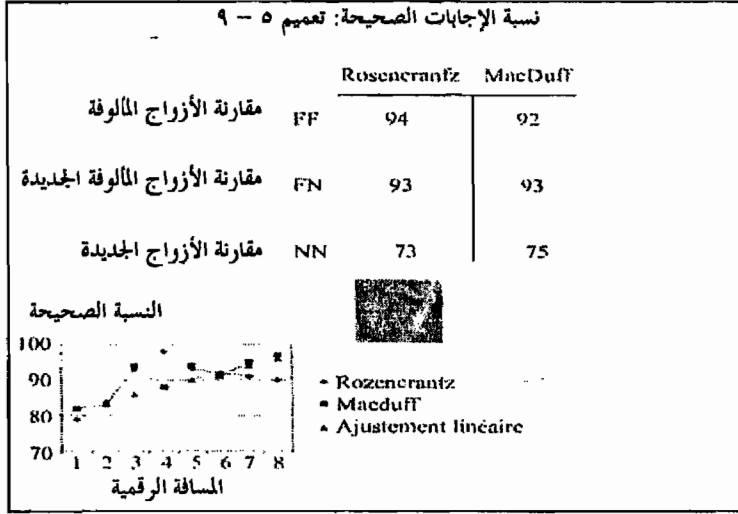 نسبة الإجابات الصحيحة: تعميم ٥ – ٩
Rosencrantz MacDuff
مقارنة الأزواج المألوفة FF 94 92
مقارنة الأزواج المألوفة الجديدة FN 93 93
مقارنة الأزواج الجديدة NN 73 75
النسبة الصحيحة
100
90
80
70
1 2 3 4 5 6 7 8
المسافة الرقمية
Rozencrantz
Macduff
Ajustement linéaire